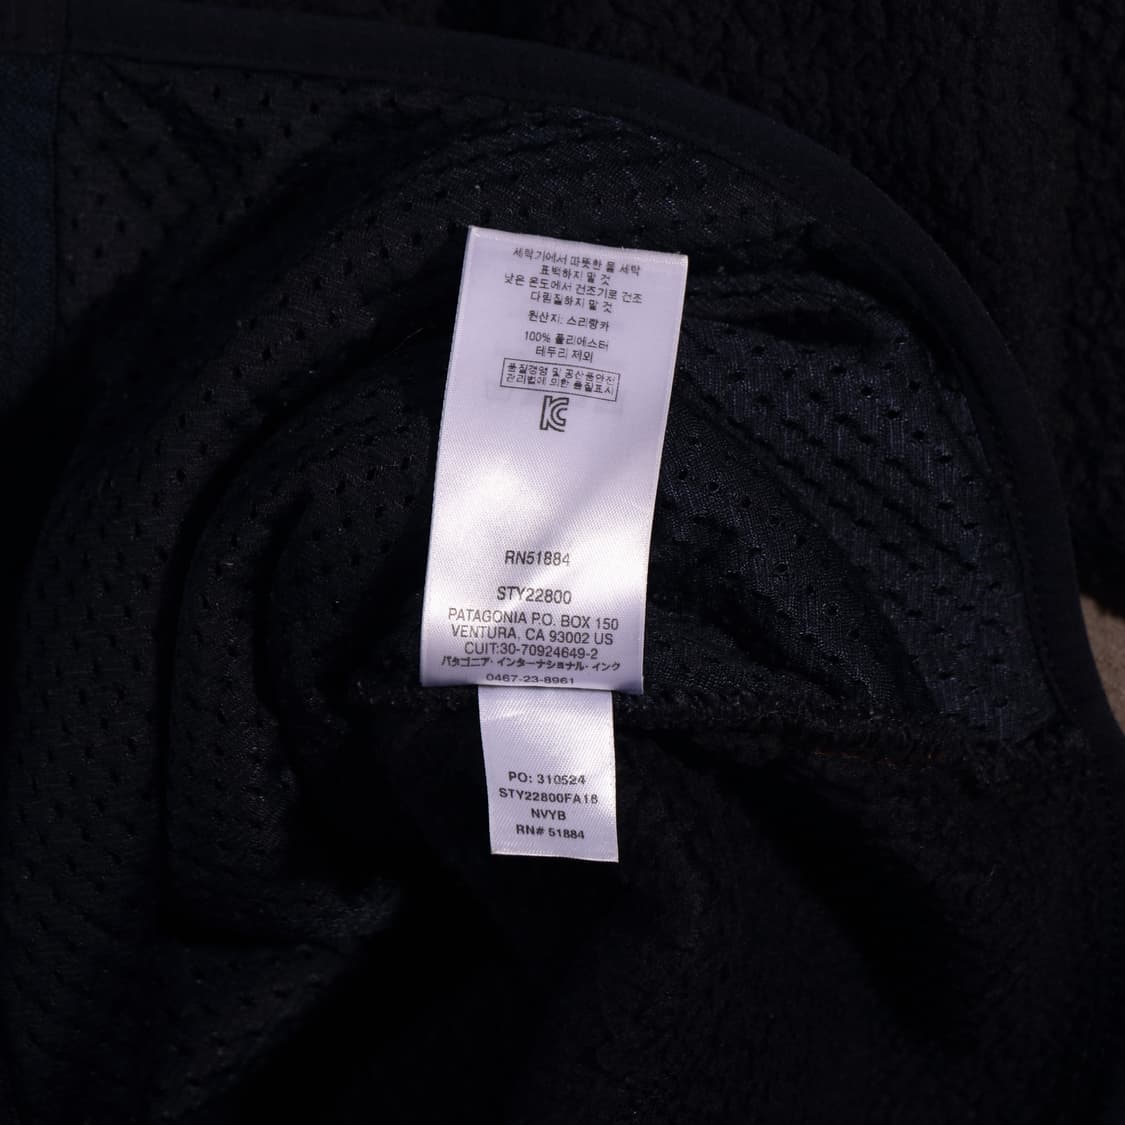 세탁기에서 따뜻한 물 세탁
표백하지 말 것
낮은 온도에서 건조기로 건조
다림질하지 말 것
원산지: 스리랑카
100% 폴리에스터
테두리 제외
품질경영 및 공산품안전
관리법에 의한 품질표시
KC
RN51884
STY22800
PATAGONIA P.O. BOX 150
VENTURA, CA 93002 US
CUIT:30-70924649-2
パタゴニア・インターナショナル・インク
0467-23-8961
PO: 310524
STY22800FA18
NVYB
RN# 51884